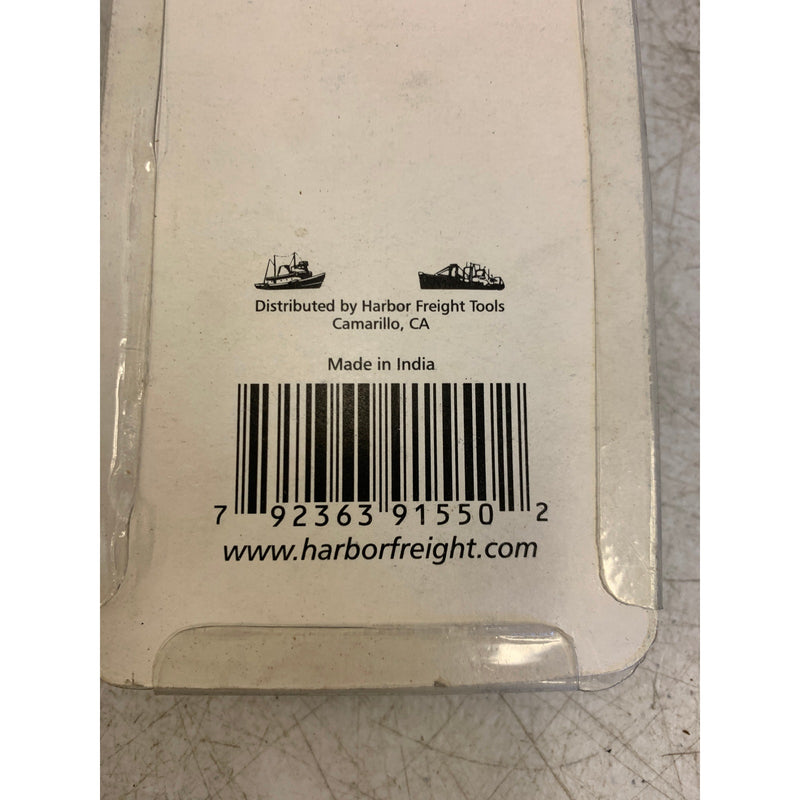 Distributed by Harbor Freight Tools
Camarillo, CA
Made in India
7 92363 91550 2
www.harborfreight.com